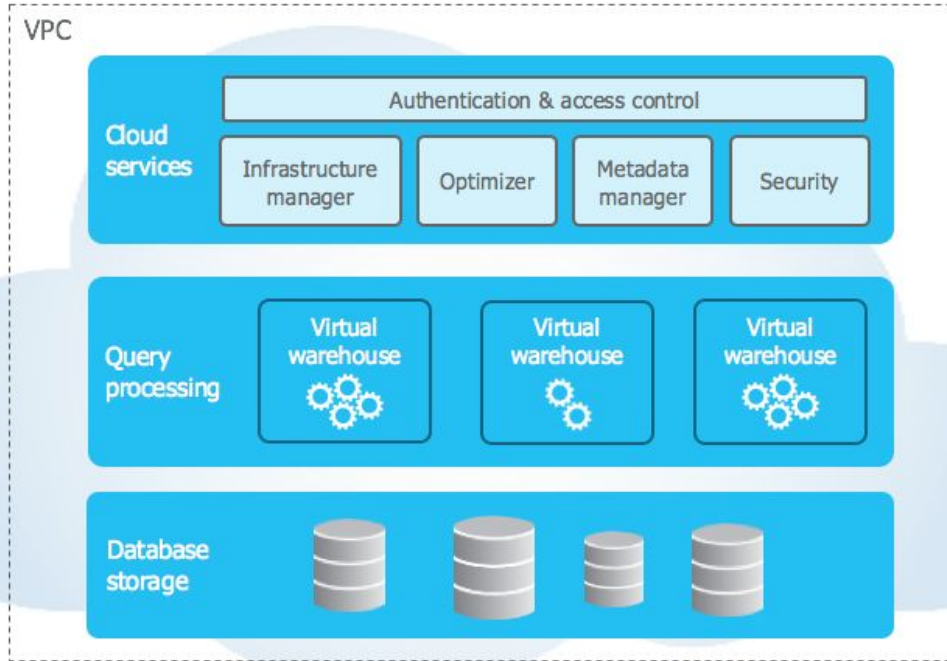 VPC
Cloud
services
Authentication & access control
Infrastructure
manager
Optimizer
Metadata
manager
Security
Query
processing
Virtual
warehouse
Virtual
warehouse
Virtual
warehouse
Database
storage